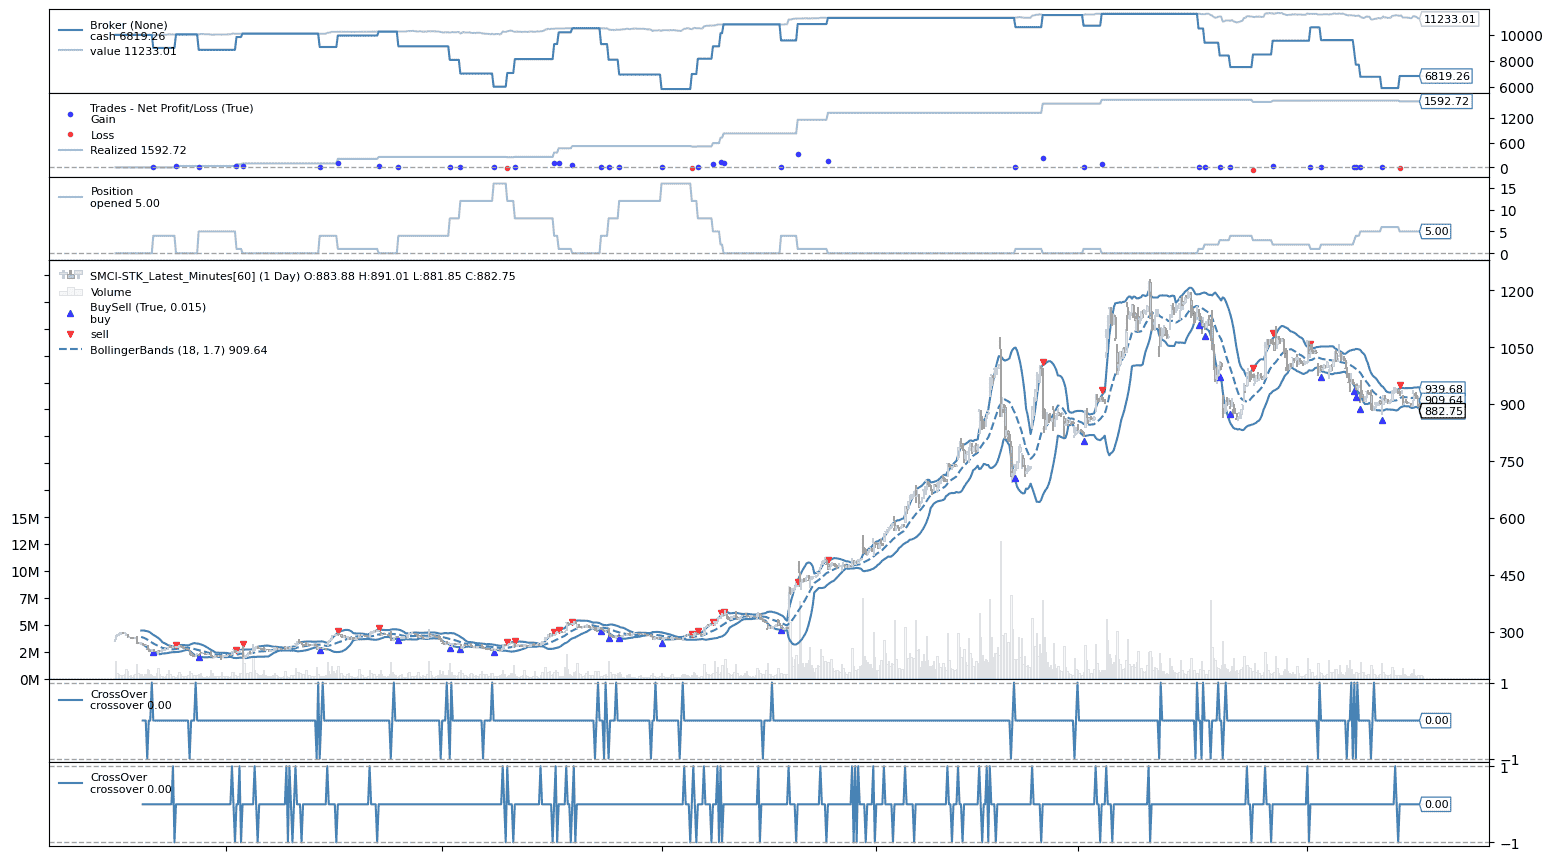 Broker (None)
cash 6819.26
value 11233.01
11233.01
10000
8000
6819.26
6000
Trades - Net Profit/Loss (True)
Gain
Loss
Realized 1592.72
1592.72
1200
600
0
Position
opened 5.00
15
10
5.00
5
0
SMCI-STK_Latest_Minutes[60] (1 Day) O:883.88 H:891.01 L:881.85 C:882.75
Volume
BuySell (True, 0.015)
buy
sell
BollingerBands (18, 1.7) 909.64
1200
1050
939.68
909.64
900
882.75
750
600
450
300
15M
12M
10M
7M
5M
2M
0M
CrossOver
crossover 0.00
1
0.00
−1
CrossOver
crossover 0.00
1
0.00
−1